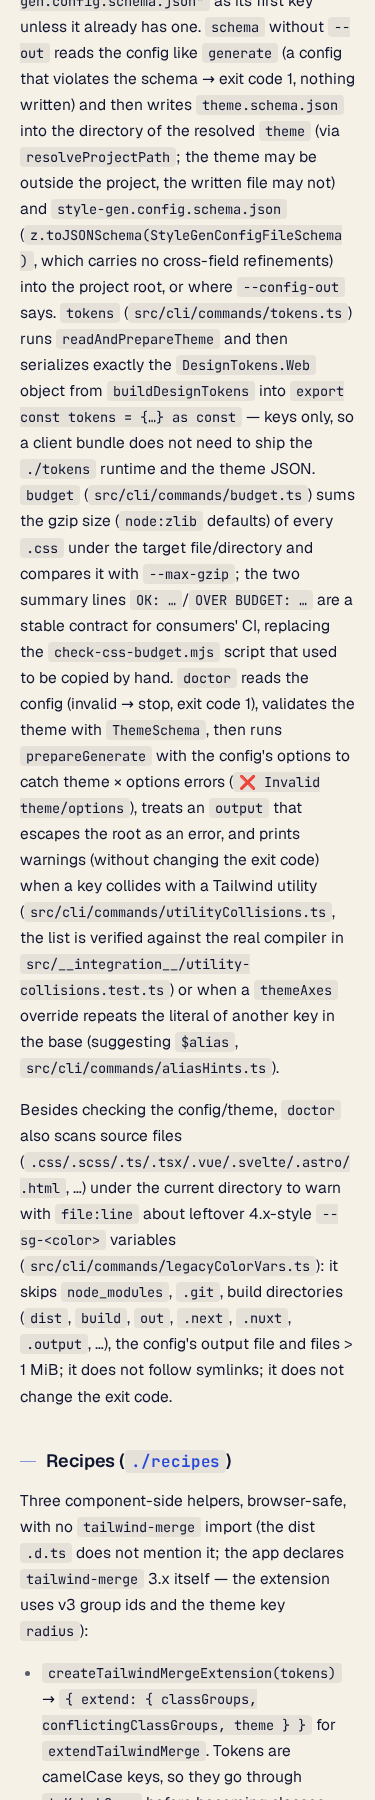 gen.config.schema.json" as its first key
unless it already has one. schema without --
out reads the config like generate (a config
that violates the schema → exit code 1, nothing
written) and then writes theme.schema.json
into the directory of the resolved theme (via
resolveProjectPath ; the theme may be
outside the project, the written file may not)
and style-gen.config.schema.json
( z.toJSONSchema(StyleGenConfigFileSchema
) , which carries no cross-field refinements)
into the project root, or where --config-out
says. tokens ( src/cli/commands/tokens.ts )
runs readAndPrepareTheme and then
serializes exactly the DesignTokens.Web
object from buildDesignTokens into export
const tokens = {…} as const — keys only, so
a client bundle does not need to ship the
./tokens runtime and the theme JSON.
budget ( src/cli/commands/budget.ts ) sums
the gzip size ( node:zlib defaults) of every
.css under the target file/directory and
compares it with --max-gzip ; the two
summary lines OK: … / OVER BUDGET: … are a
stable contract for consumers' CI, replacing
the check-css-budget.mjs script that used
to be copied by hand. doctor reads the
config (invalid → stop, exit code 1), validates the
theme with ThemeSchema , then runs
prepareGenerate with the config's options to
catch theme × options errors ( ❌ Invalid
theme/options ), treats an output that
escapes the root as an error, and prints
warnings (without changing the exit code)
when a key collides with a Tailwind utility
( src/cli/commands/utilityCollisions.ts ,
the list is verified against the real compiler in
src/__integration__/utility-
collisions.test.ts ) or when a themeAxes
override repeats the literal of another key in
the base (suggesting $alias ,
src/cli/commands/aliasHints.ts ).
Besides checking the config/theme, doctor
also scans source files
( .css/.scss/.ts/.tsx/.vue/.svelte/.astro/
.html , …) under the current directory to warn
with file:line about leftover 4.x-style --
sg-<color> variables
( src/cli/commands/legacyColorVars.ts ): it
skips node_modules , .git , build directories
( dist , build , out , .next , .nuxt ,
.output , …), the config's output file and files >
1 MiB; it does not follow symlinks; it does not
change the exit code.
— Recipes ( ./recipes )
Three component-side helpers, browser-safe,
with no tailwind-merge import (the dist
.d.ts does not mention it; the app declares
tailwind-merge 3.x itself — the extension
uses v3 group ids and the theme key
radius ):
• createTailwindMergeExtension(tokens)
→ { extend: { classGroups,
conflictingClassGroups, theme } } for
extendTailwindMerge . Tokens are
camelCase keys, so they go through